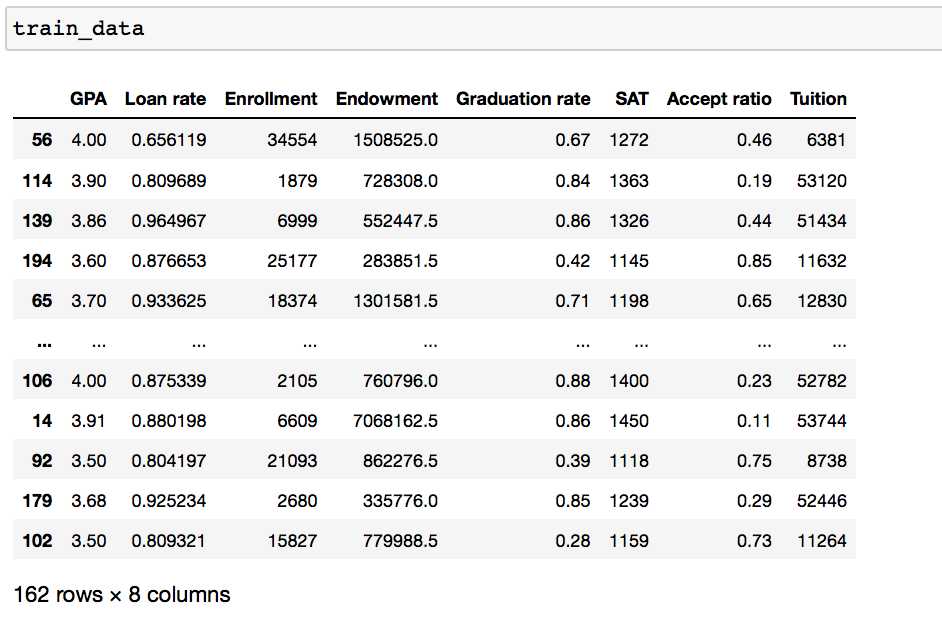 train_data
GPA Loan rate Enrollment Endowment Graduation rate SAT Accept ratio Tuition
56 4.00 0.656119 34554 1508525.0 0.67 1272 0.46 6381
114 3.90 0.809689 1879 728308.0 0.84 1363 0.19 53120
139 3.86 0.964967 6999 552447.5 0.86 1326 0.44 51434
194 3.60 0.876653 25177 283851.5 0.42 1145 0.85 11632
65 3.70 0.933625 18374 1301581.5 0.71 1198 0.65 12830
... ... ... ... ... ... ... ... ...
106 4.00 0.875339 2105 760796.0 0.88 1400 0.23 52782
14 3.91 0.880198 6609 7068162.5 0.86 1450 0.11 53744
92 3.50 0.804197 21093 862276.5 0.39 1118 0.75 8738
179 3.68 0.925234 2680 335776.0 0.85 1239 0.29 52446
102 3.50 0.809321 15827 779988.5 0.28 1159 0.73 11264
162 rows × 8 columns